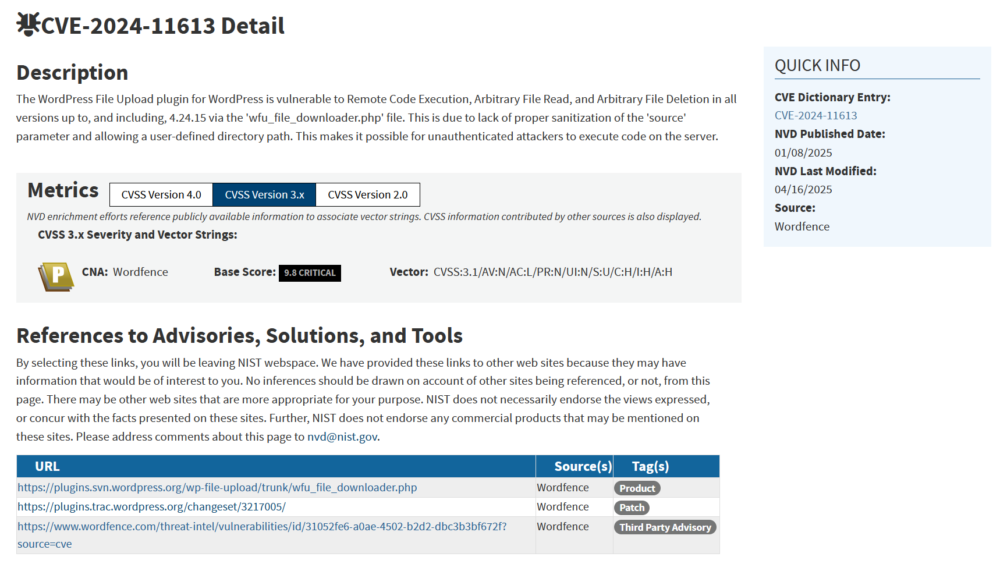 CVE-2024-11613 Detail
Description
The WordPress File Upload plugin for WordPress is vulnerable to Remote Code Execution, Arbitrary File Read, and Arbitrary File Deletion in all
versions up to, and including, 4.24.15 via the 'wfu_file_downloader.php' file. This is due to lack of proper sanitization of the 'source'
parameter and allowing a user-defined directory path. This makes it possible for unauthenticated attackers to execute code on the server.
Metrics
CVSS Version 4.0 CVSS Version 3.x CVSS Version 2.0
NVD enrichment efforts reference publicly available information to associate vector strings. CVSS information contributed by other sources is also displayed.
CVSS 3.x Severity and Vector Strings:
P CNA: Wordfence Base Score: 9.8 CRITICAL Vector: CVSS:3.1/AV:N/AC:L/PR:N/UI:N/S:U/C:H/I:H/A:H
References to Advisories, Solutions, and Tools
By selecting these links, you will be leaving NIST webspace. We have provided these links to other web sites because they may have
information that would be of interest to you. No inferences should be drawn on account of other sites being referenced, or not, from this
page. There may be other web sites that are more appropriate for your purpose. NIST does not necessarily endorse the views expressed,
or concur with the facts presented on these sites. Further, NIST does not endorse any commercial products that may be mentioned on
these sites. Please address comments about this page to nvd@nist.gov.
URL Source(s) Tag(s)
https://plugins.svn.wordpress.org/wp-file-upload/trunk/wfu_file_downloader.php Wordfence Product
https://plugins.trac.wordpress.org/changeset/3217005/ Wordfence Patch
https://www.wordfence.com/threat-intel/vulnerabilities/id/31052fe6-a0ae-4502-b2d2-dbc3b3bf672f? Wordfence Third Party Advisory
source=cve
QUICK INFO
CVE Dictionary Entry:
CVE-2024-11613
NVD Published Date:
01/08/2025
NVD Last Modified:
04/16/2025
Source:
Wordfence